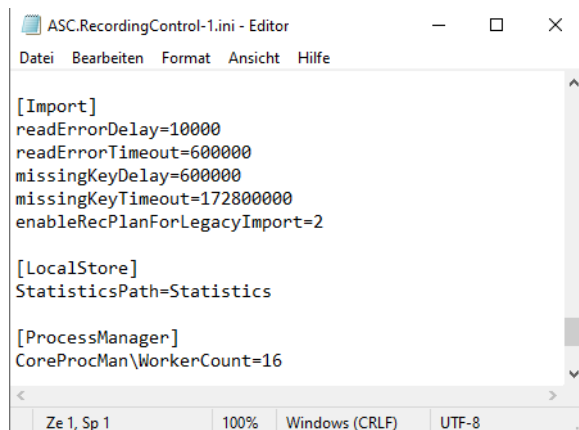 ASC.RecordingControl-1.ini - Editor
Datei Bearbeiten Format Ansicht Hilfe
[Import]
readErrorDelay=10000
readErrorTimeout=600000
missingKeyDelay=600000
missingKeyTimeout=172800000
enableRecPlanForLegacyImport=2
[LocalStore]
StatisticsPath=Statistics
[ProcessManager]
CoreProcMan\WorkerCount=16
Ze 1, Sp 1 100% Windows (CRLF) UTF-8